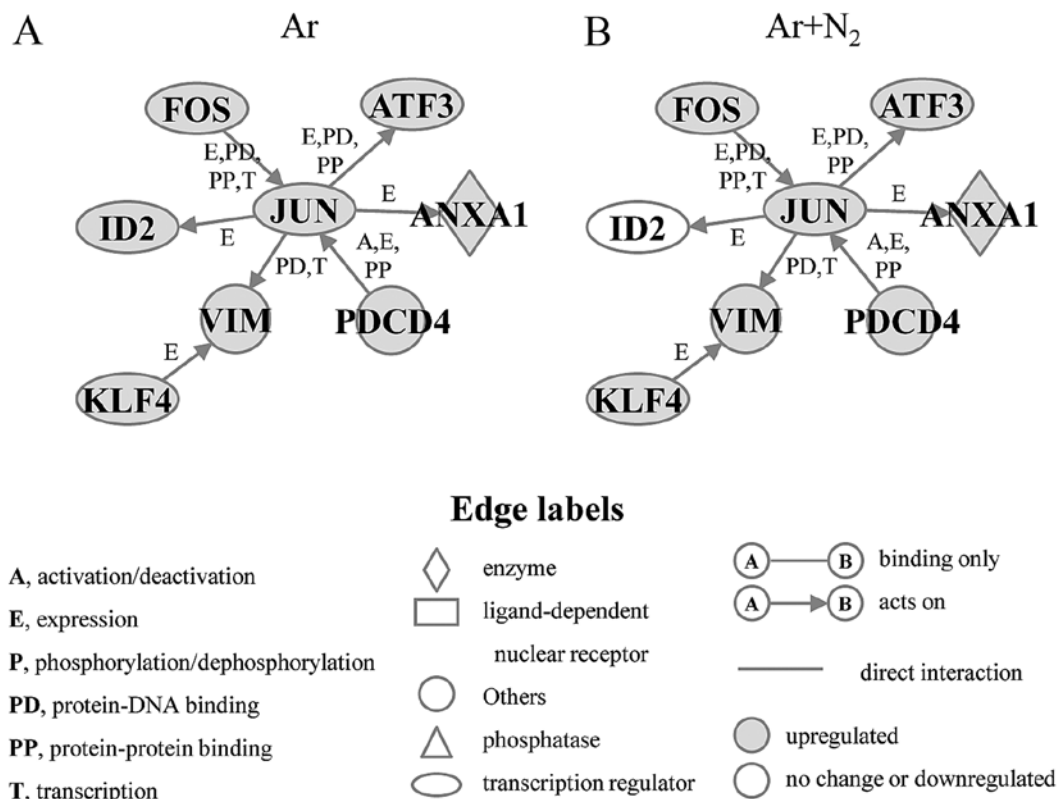 A Ar
FOS
ATF3
E,PD,
PP,T
E,PD,
PP
JUN
E
ANXA1
ID2
E
A,E,
PP
PD,T
VIM
PDCD4
E
KLF4
B Ar+N2
FOS
ATF3
E,PD,
PP,T
E,PD,
PP
JUN
E
ANXA1
ID2
E
A,E,
PP
PD,T
VIM
PDCD4
E
KLF4
Edge labels
A, activation/deactivation
E, expression
P, phosphorylation/dephosphorylation
PD, protein-DNA binding
PP, protein-protein binding
T, transcription
enzyme
ligand-dependent
nuclear receptor
Others
phosphatase
transcription regulator
A B binding only
A B acts on
direct interaction
upregulated
no change or downregulated